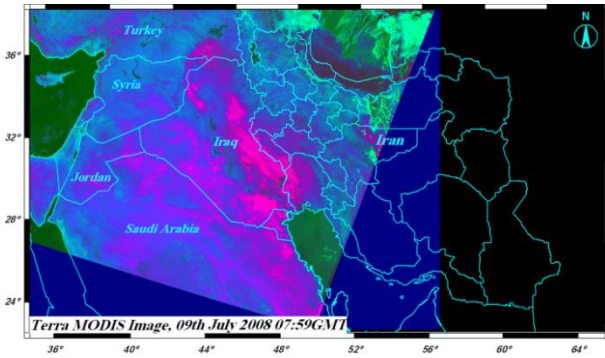 N
Turkey
36°
Syria
32°
Iraq
Iran
Jordan
28°
Saudi Arabia
24°
Terra MODIS Image, 09th July 2008 07:59GMT
36° 40° 44° 48° 52° 56° 60° 64°